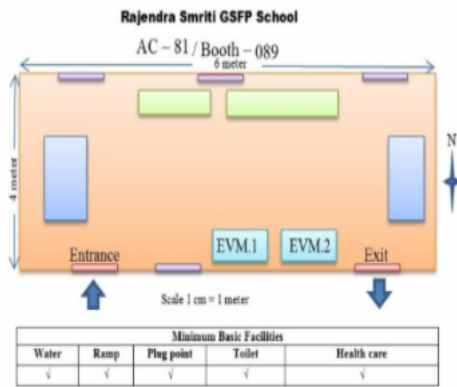 Rajendra Smriti GSFP School
AC - 81 / Booth - 089
6 meter
4 meter
N
EVM.1 EVM.2
Entrance Exit
Scale 1 cm = 1 meter
Minimum Basic Facilities
Water Ramp Plug point Toilet Health care
√ √ √ √ √